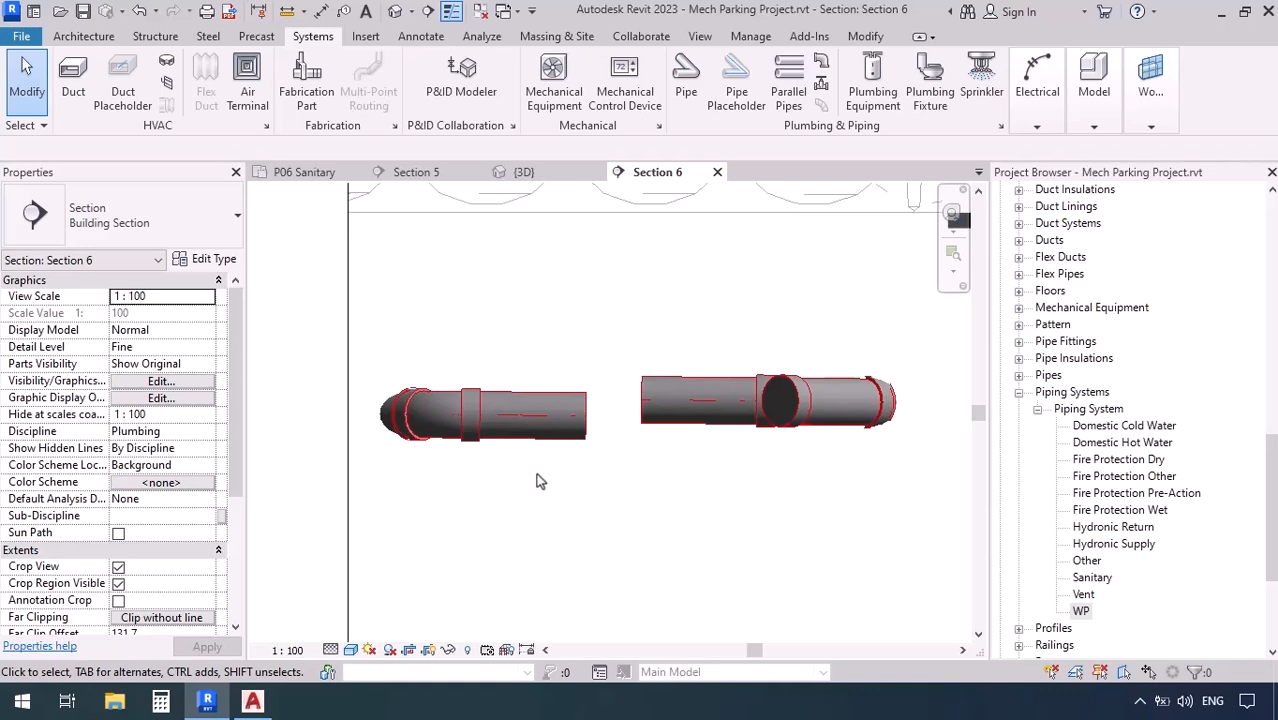 Autodesk Revit 2023 - Mech Parking Project.rvt - Section: Section 6
Sign In
File Architecture Structure Steel Precast Systems Insert Annotate Analyze Massing & Site Collaborate View Manage Add-Ins Modify
Modify
Duct
Duct Placeholder
Flex Duct
Air Terminal
Fabrication Part
Multi-Point Routing
P&ID Modeler
Mechanical Equipment
Mechanical Control Device
Pipe
Pipe Placeholder
Parallel Pipes
Plumbing Equipment
Plumbing Fixture
Sprinkler
Electrical
Model
Wo...
Select
HVAC
Fabrication
P&ID Collaboration
Mechanical
Plumbing & Piping
Properties
Section
Building Section
Section: Section 6
Edit Type
Graphics
View Scale 1 : 100
Scale Value 1: 100
Display Model Normal
Detail Level Fine
Parts Visibility Show Original
Visibility/Graphics... Edit...
Graphic Display O... Edit...
Hide at scales coa... 1 : 100
Discipline Plumbing
Show Hidden Lines By Discipline
Color Scheme Loc... Background
Color Scheme <none>
Default Analysis D... None
Sub-Discipline
Sun Path
Extents
Crop View
Crop Region Visible
Annotation Crop
Far Clipping Clip without line
Far Clip Offset 131.7
Properties help
Apply
P06 Sanitary
Section 5
{3D}
Section 6
1 : 100
Project Browser - Mech Parking Project.rvt
Duct Insulations
Duct Linings
Duct Systems
Ducts
Flex Ducts
Flex Pipes
Floors
Mechanical Equipment
Pattern
Pipe Fittings
Pipe Insulations
Pipes
Piping Systems
Piping System
Domestic Cold Water
Domestic Hot Water
Fire Protection Dry
Fire Protection Other
Fire Protection Pre-Action
Fire Protection Wet
Hydronic Return
Hydronic Supply
Other
Sanitary
Vent
WP
Profiles
Railings
Click to select, TAB for alternates, CTRL adds, SHIFT unselects.
:0
Main Model
:0
ENG